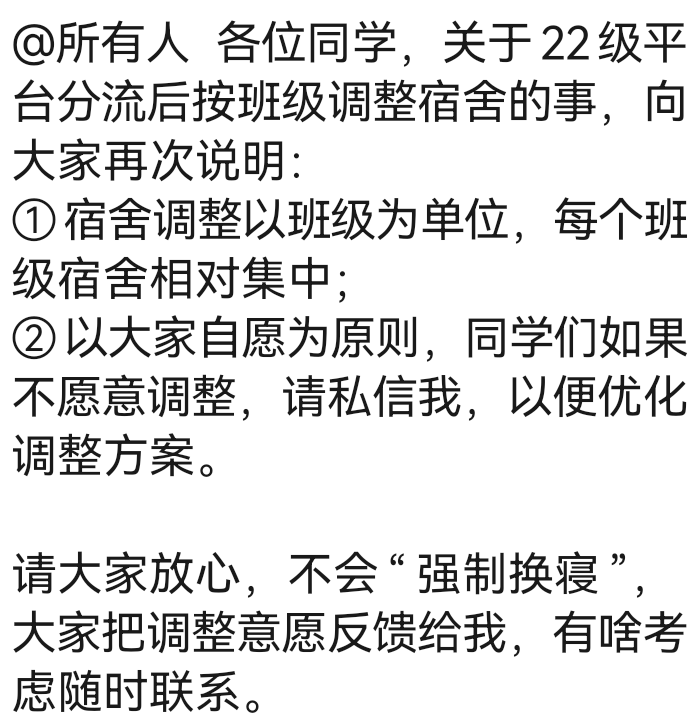 @所有人 各位同学，关于22级平
台分流后按班级调整宿舍的事，向
大家再次说明：
①宿舍调整以班级为单位，每个班
级宿舍相对集中；
②以大家自愿为原则，同学们如果
不愿意调整，请私信我，以便优化
调整方案。
请大家放心，不会“强制换寝”，
大家把调整意愿反馈给我，有啥考
虑随时联系。